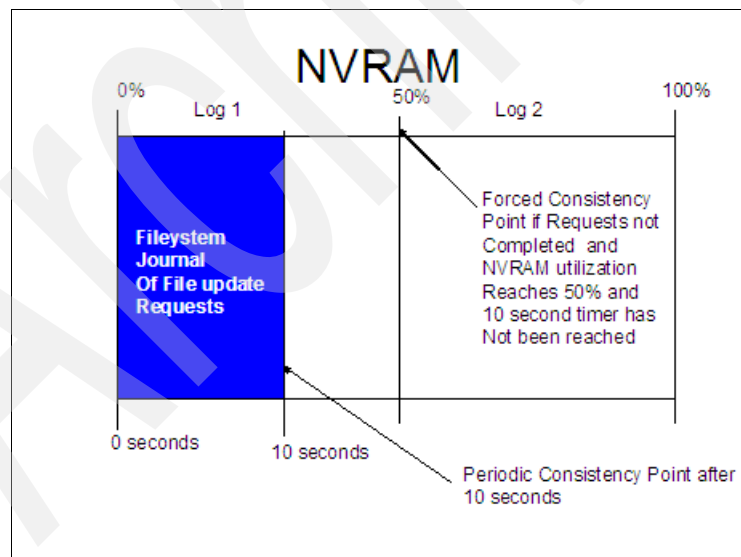 NVRAM
0%
Log 1
50%
Log 2
100%
Fileystem
Journal
Of File update
Requests
Forced Consistency
Point if Requests not
Completed and
NVRAM utilization
Reaches 50% and
10 second timer has
Not been reached
0 seconds
10 seconds
Periodic Consistency Point after
10 seconds